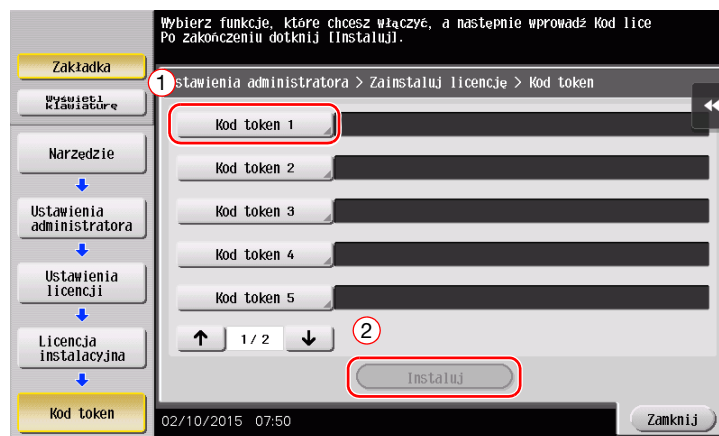 Wybierz funkcje, które chcesz włączyć, a następnie wprowadź Kod lice
Po zakończeniu dotknij [Instaluj].
Zakładka
Wyświetl
klawiaturę
Narzędzie
Ustawienia
administratora
Ustawienia
licencji
Licencja
instalacyjna
Kod token
1
stawienia administratora > Zainstaluj licencję > Kod token
Kod token 1
Kod token 2
Kod token 3
Kod token 4
Kod token 5
1/ 2
2
Instaluj
02/10/2015 07:50
Zamknij